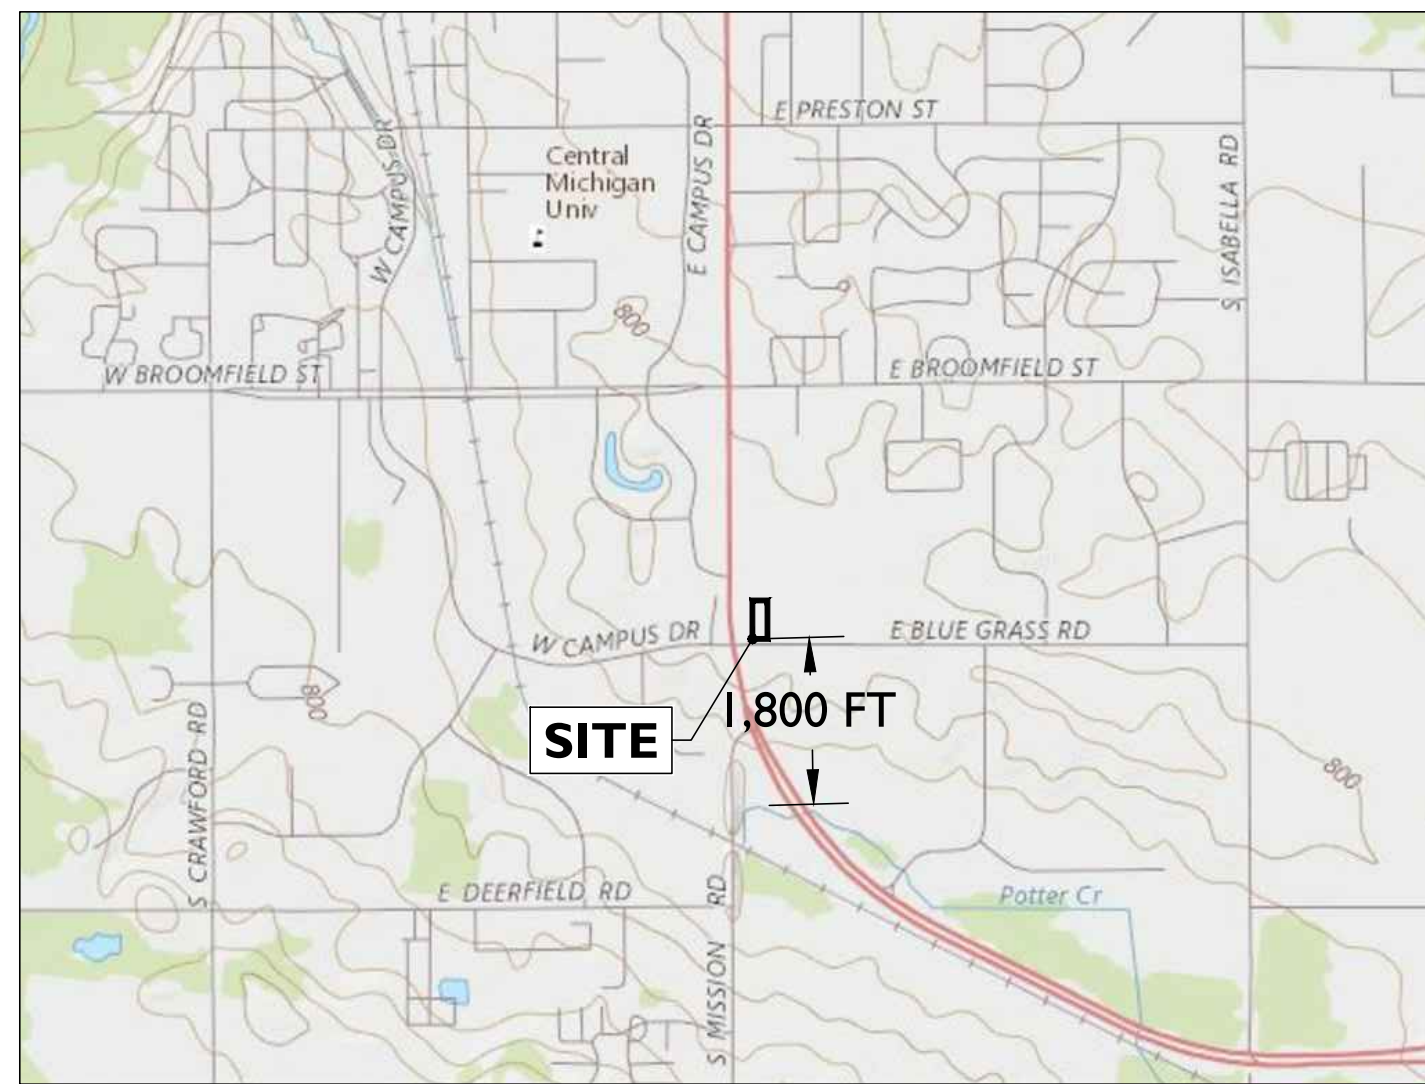 E PRESTON ST
W CAMPUS DR
Central
Michigan
Univ
E CAMPUS DR
S ISABELLA RD
800
W BROOMFIELD ST
E BROOMFIELD ST
W CAMPUS DR
E BLUE GRASS RD
800
S CRAWFORD RD
SITE
1,800 FT
800
E DEERFIELD RD
S MISSION RD
Potter Cr